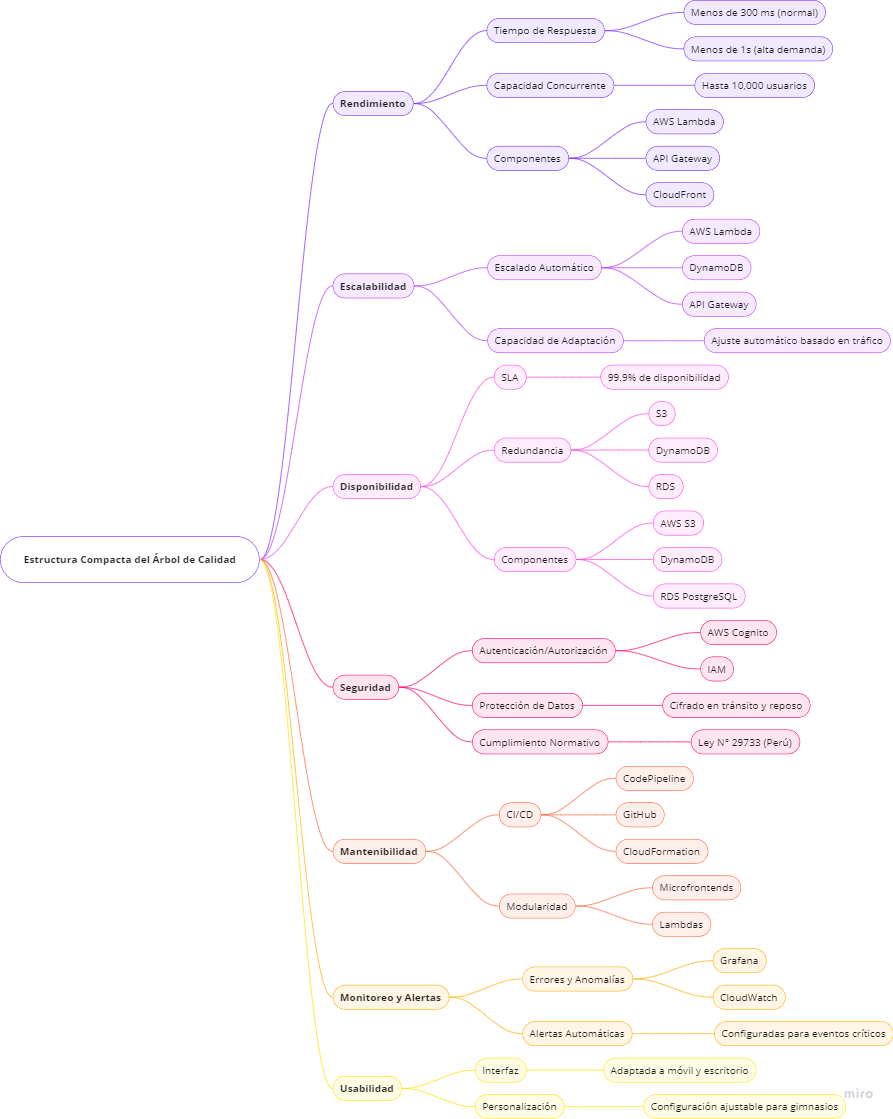 Estructura Compacta del Árbol de Calidad
Rendimiento
Tiempo de Respuesta
Menos de 300 ms (normal)
Menos de 1s (alta demanda)
Capacidad Concurrente
Hasta 10,000 usuarios
Componentes
AWS Lambda
API Gateway
CloudFront
Escalabilidad
Escalado Automático
AWS Lambda
DynamoDB
API Gateway
Capacidad de Adaptación
Ajuste automático basado en tráfico
Disponibilidad
SLA
99.9% de disponibilidad
Redundancia
S3
DynamoDB
RDS
Componentes
AWS S3
DynamoDB
RDS PostgreSQL
Seguridad
Autenticación/Autorización
AWS Cognito
IAM
Protección de Datos
Cifrado en tránsito y reposo
Cumplimiento Normativo
Ley N° 29733 (Perú)
Mantenibilidad
CI/CD
CodePipeline
GitHub
CloudFormation
Modularidad
Microfrontends
Lambdas
Monitoreo y Alertas
Errores y Anomalías
Grafana
CloudWatch
Alertas Automáticas
Configuradas para eventos críticos
Usabilidad
Interfaz
Adaptada a móvil y escritorio
Personalización
Configuración ajustable para gimnasios
miro